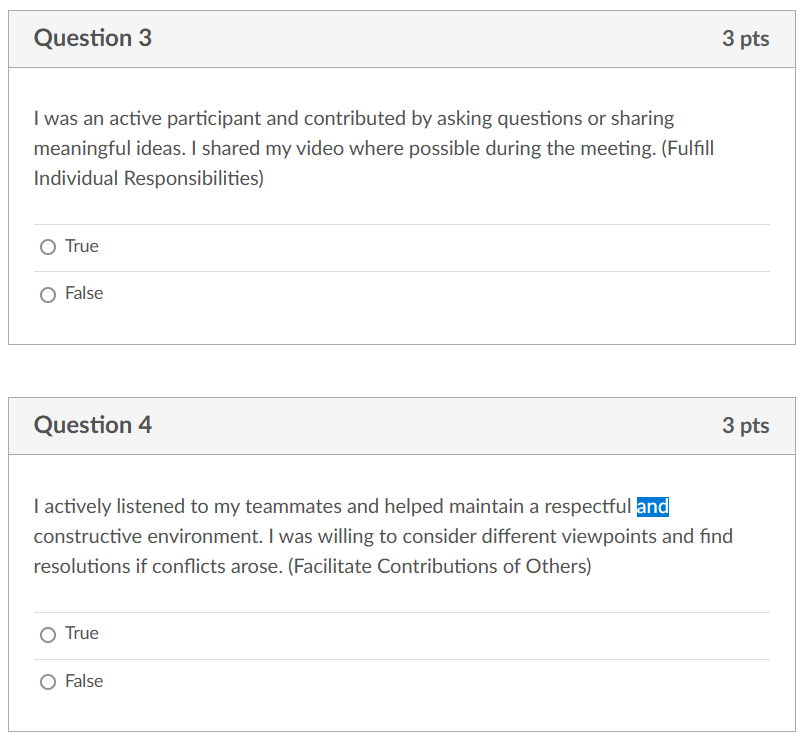 Question 3
3 pts
I was an active participant and contributed by asking questions or sharing
meaningful ideas. I shared my video where possible during the meeting. (Fulfill
Individual Responsibilities)
True
False
Question 4
3 pts
I actively listened to my teammates and helped maintain a respectful and
constructive environment. I was willing to consider different viewpoints and find
resolutions if conflicts arose. (Facilitate Contributions of Others)
True
False